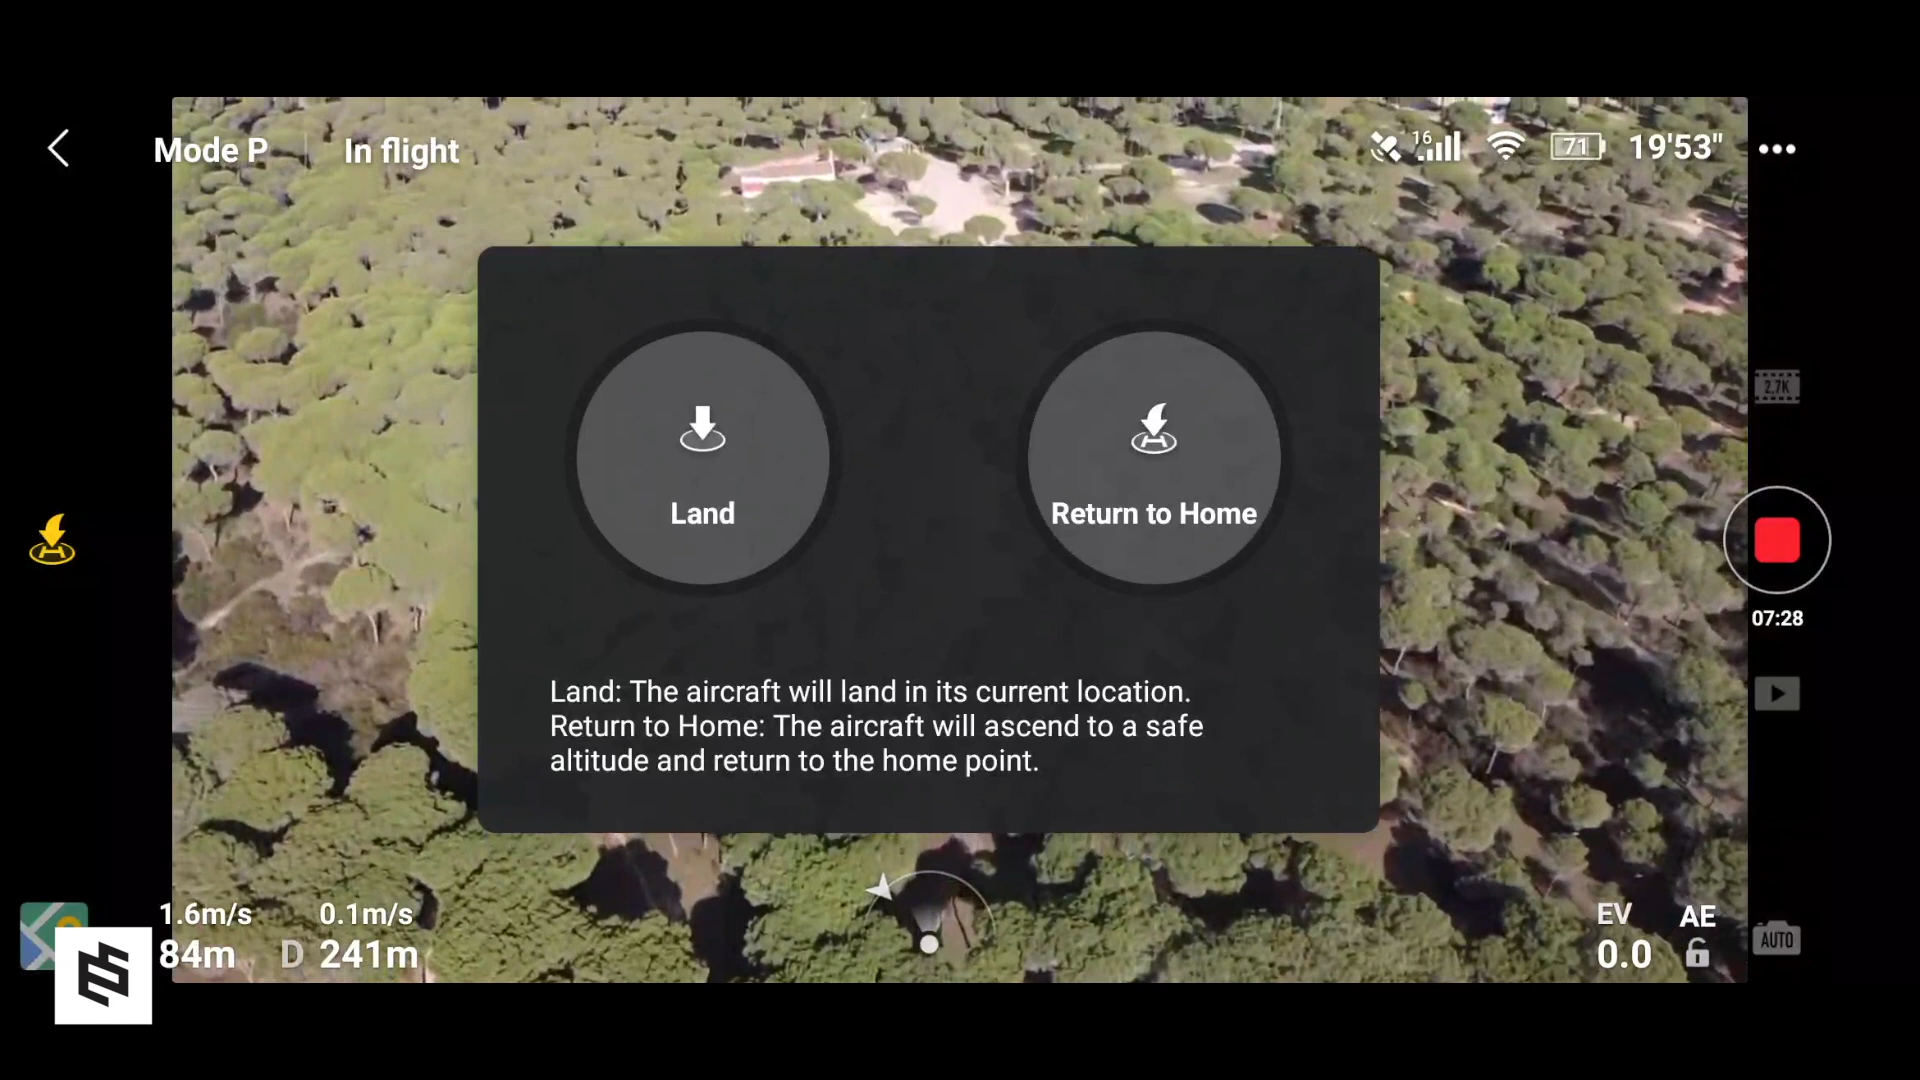 Mode P
In flight
16
71
19'53"
2.7K
Land
Return to Home
07:28
Land: The aircraft will land in its current location.
Return to Home: The aircraft will ascend to a safe
altitude and return to the home point.
1.6m/s
0.1m/s
84m
D 241m
EV
0.0
AE
AUTO